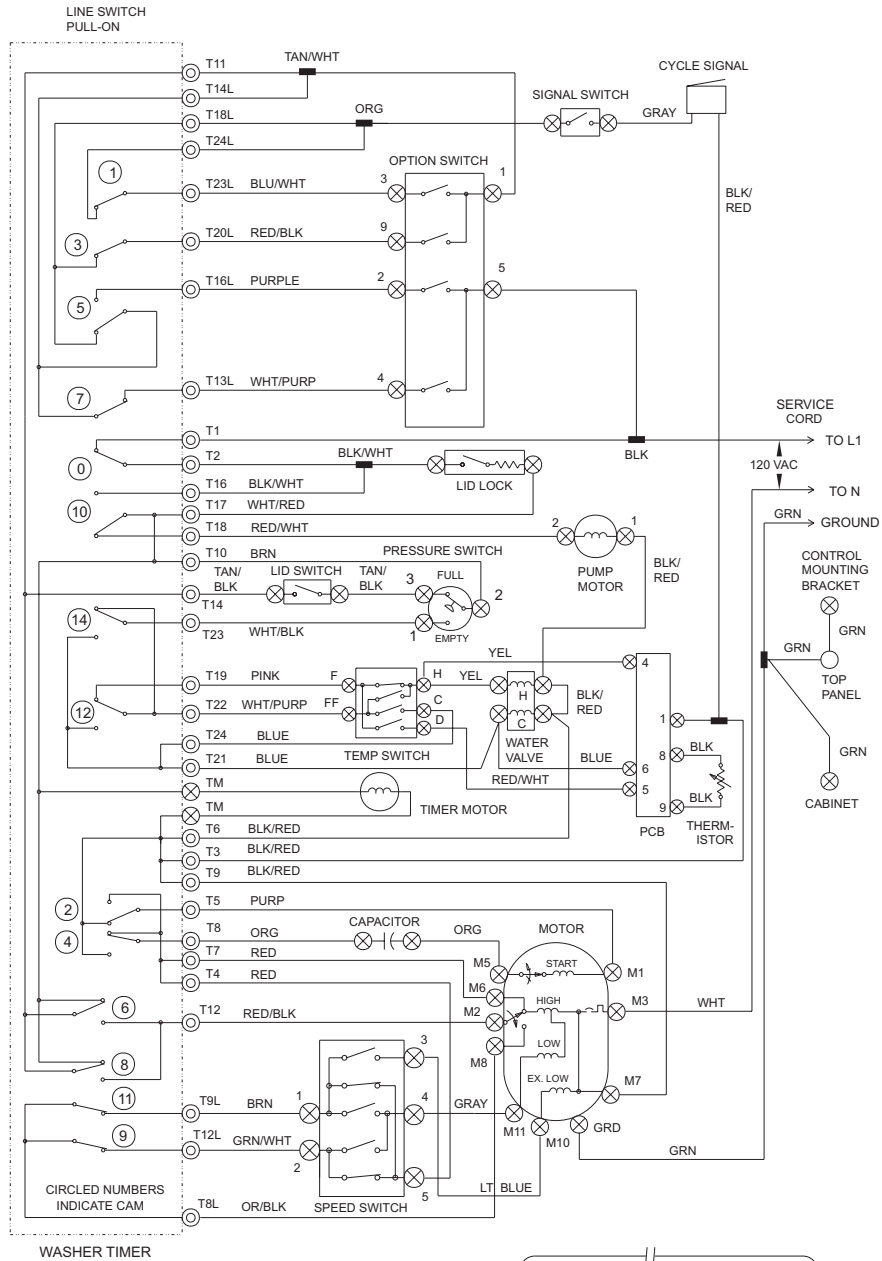 LINE SWITCH
PULL-ON
T11
TAN/WHT
T14L
T18L
ORG
T24L
SIGNAL SWITCH
GRAY
CYCLE SIGNAL
BLK/
RED
OPTION SWITCH
1
T23L BLU/WHT 3 1
3
T20L RED/BLK 9
5
T16L PURPLE 2 5
7
T13L WHT/PURP 4
SERVICE
CORD
T1
BLK
TO L1
0
T2
BLK/WHT
LID LOCK
120 VAC
T16 BLK/WHT
TO N
10
T17 WHT/RED
T18 RED/WHT
2 1
PUMP
MOTOR
BLK/
RED
GRN
GROUND
T10 BRN
PRESSURE SWITCH
CONTROL
MOUNTING
BRACKET
TAN/
BLK
LID SWITCH
TAN/
BLK
3
FULL
2
T14
14
T23
WHT/BLK
1
EMPTY
GRN
GRN
TOP
PANEL
YEL
4
T19 PINK F H YEL
H
BLK/
RED
12
T22 WHT/PURP FF C
C
D
1
T24 BLUE
TEMP SWITCH
WATER
VALVE
BLUE
6
8
BLK
T21 BLUE
RED/WHT
5
GRN
CABINET
TM
TIMER MOTOR
9
BLK
PCB
THERM-
ISTOR
TM
T6 BLK/RED
T3 BLK/RED
T9 BLK/RED
2
T5 PURP
4
T8 ORG
CAPACITOR
ORG
MOTOR
T7 RED
M5
START
M1
T4 RED
M6
HIGH
M3
WHT
6
T12 RED/BLK
M2
LOW
M8
8
3
EX. LOW
M7
11
T9L BRN 1 4 GRAY
M11
M10
GRD
9
T12L GRN/WHT
2
GRN
5
LT BLUE
CIRCLED NUMBERS
INDICATE CAM
T8L OR/BLK
SPEED SWITCH
WASHER TIMER